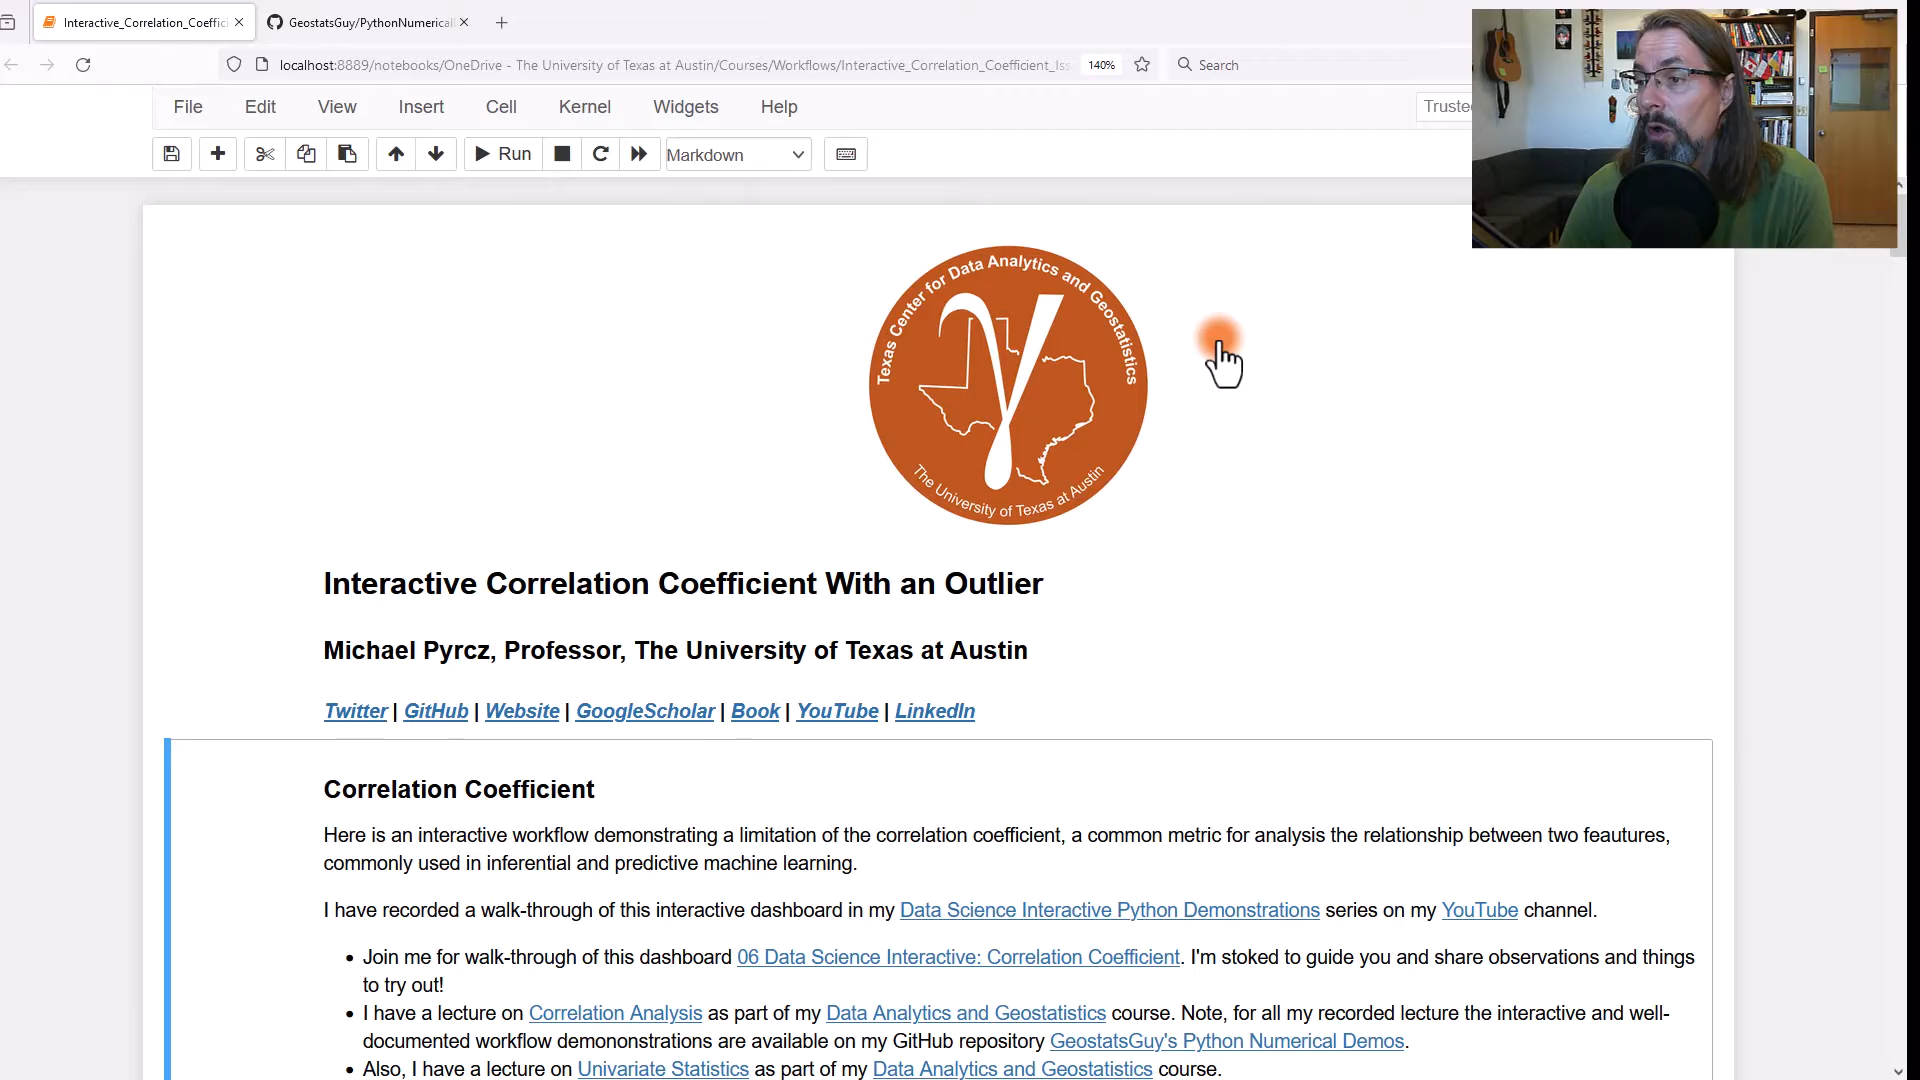 Interactive_Correlation_Coeffici
GeostatsGuy/PythonNumericall
localhost:8889/notebooks/OneDrive - The University of Texas at Austin/Courses/Workflows/Interactive_Correlation_Coefficient_Iss
140%
Search
File Edit View Insert Cell Kernel Widgets Help
Truste
Run
Markdown
Texas Center for Data Analytics and Geostatistics
The University of Texas at Austin
Interactive Correlation Coefficient With an Outlier
Michael Pyrcz, Professor, The University of Texas at Austin
Twitter | GitHub | Website | GoogleScholar | Book | YouTube | LinkedIn
Correlation Coefficient
Here is an interactive workflow demonstrating a limitation of the correlation coefficient, a common metric for analysis the relationship between two feautures,
commonly used in inferential and predictive machine learning.
I have recorded a walk-through of this interactive dashboard in my Data Science Interactive Python Demonstrations series on my YouTube channel.
• Join me for walk-through of this dashboard 06 Data Science Interactive: Correlation Coefficient. I'm stoked to guide you and share observations and things
to try out!
• I have a lecture on Correlation Analysis as part of my Data Analytics and Geostatistics course. Note, for all my recorded lecture the interactive and well-
documented workflow demononstrations are available on my GitHub repository GeostatsGuy's Python Numerical Demos.
• Also, I have a lecture on Univariate Statistics as part of my Data Analytics and Geostatistics course.